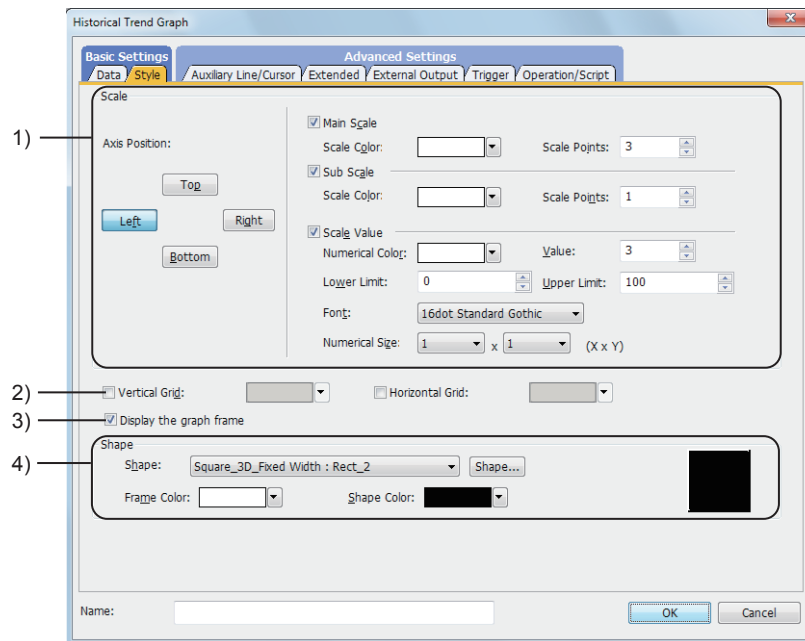 Historical Trend Graph
x
Basic Settings
Advanced Settings
Data
Style
Auxiliary Line/Cursor
Extended
External Output
Trigger
Operation/Script
1)
Scale
Axis Position:
Top
Left
Right
Bottom
Main Scale
Scale Color:
Scale Points: 3
Sub Scale
Scale Color:
Scale Points: 1
Scale Value
Numerical Color:
Value: 3
Lower Limit: 0
Upper Limit: 100
Font: 16dot Standard Gothic
Numerical Size: 1 x 1 (X x Y)
2)
Vertical Grid:
Horizontal Grid:
3)
Display the graph frame
4)
Shape
Shape: Square_3D_Fixed Width : Rect_2
Shape...
Frame Color:
Shape Color:
Name:
OK
Cancel